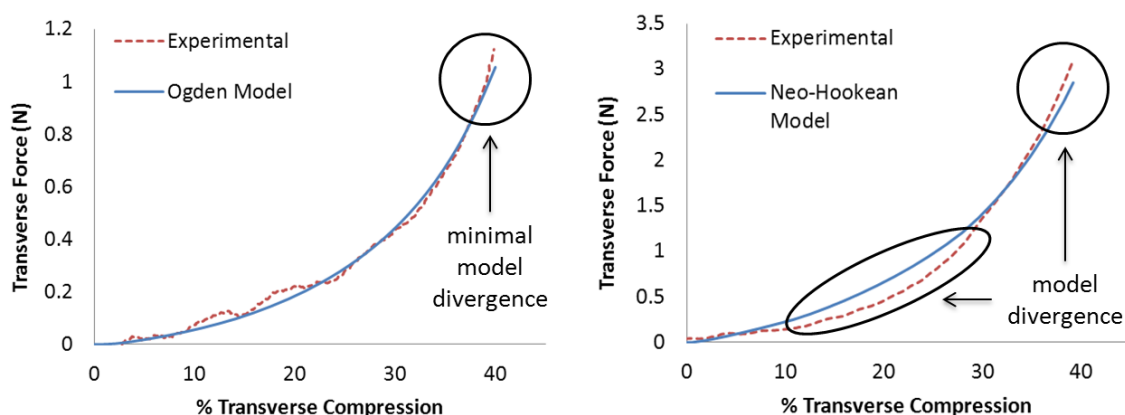 1.2
1
0.8
0.6
0.4
0.2
0
0
10
20
30
40
Transverse Force (N)
% Transverse Compression
Experimental
Ogden Model
minimal
model
divergence
3.5
3
2.5
2
1.5
1
0.5
0
0
10
20
30
40
Transverse Force (N)
% Transverse Compression
Experimental
Neo-Hookean
Model
model
divergence